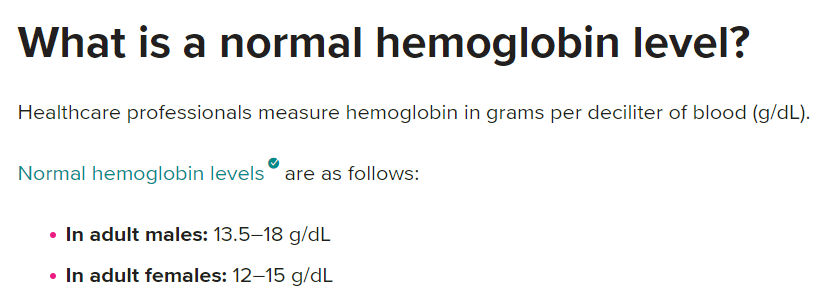 What is a normal hemoglobin level?
Healthcare professionals measure hemoglobin in grams per deciliter of blood (g/dL).
Normal hemoglobin levels are as follows:
• In adult males: 13.5–18 g/dL
• In adult females: 12–15 g/dL